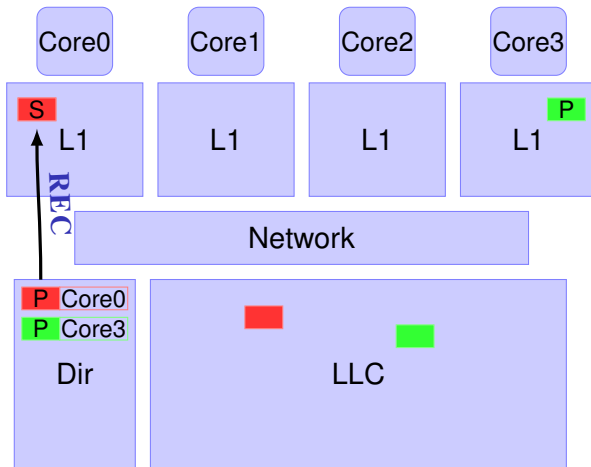 Core0 Core1 Core2 Core3
S P
L1 L1 L1 L1
REC
Network
P Core0
P Core3
Dir LLC